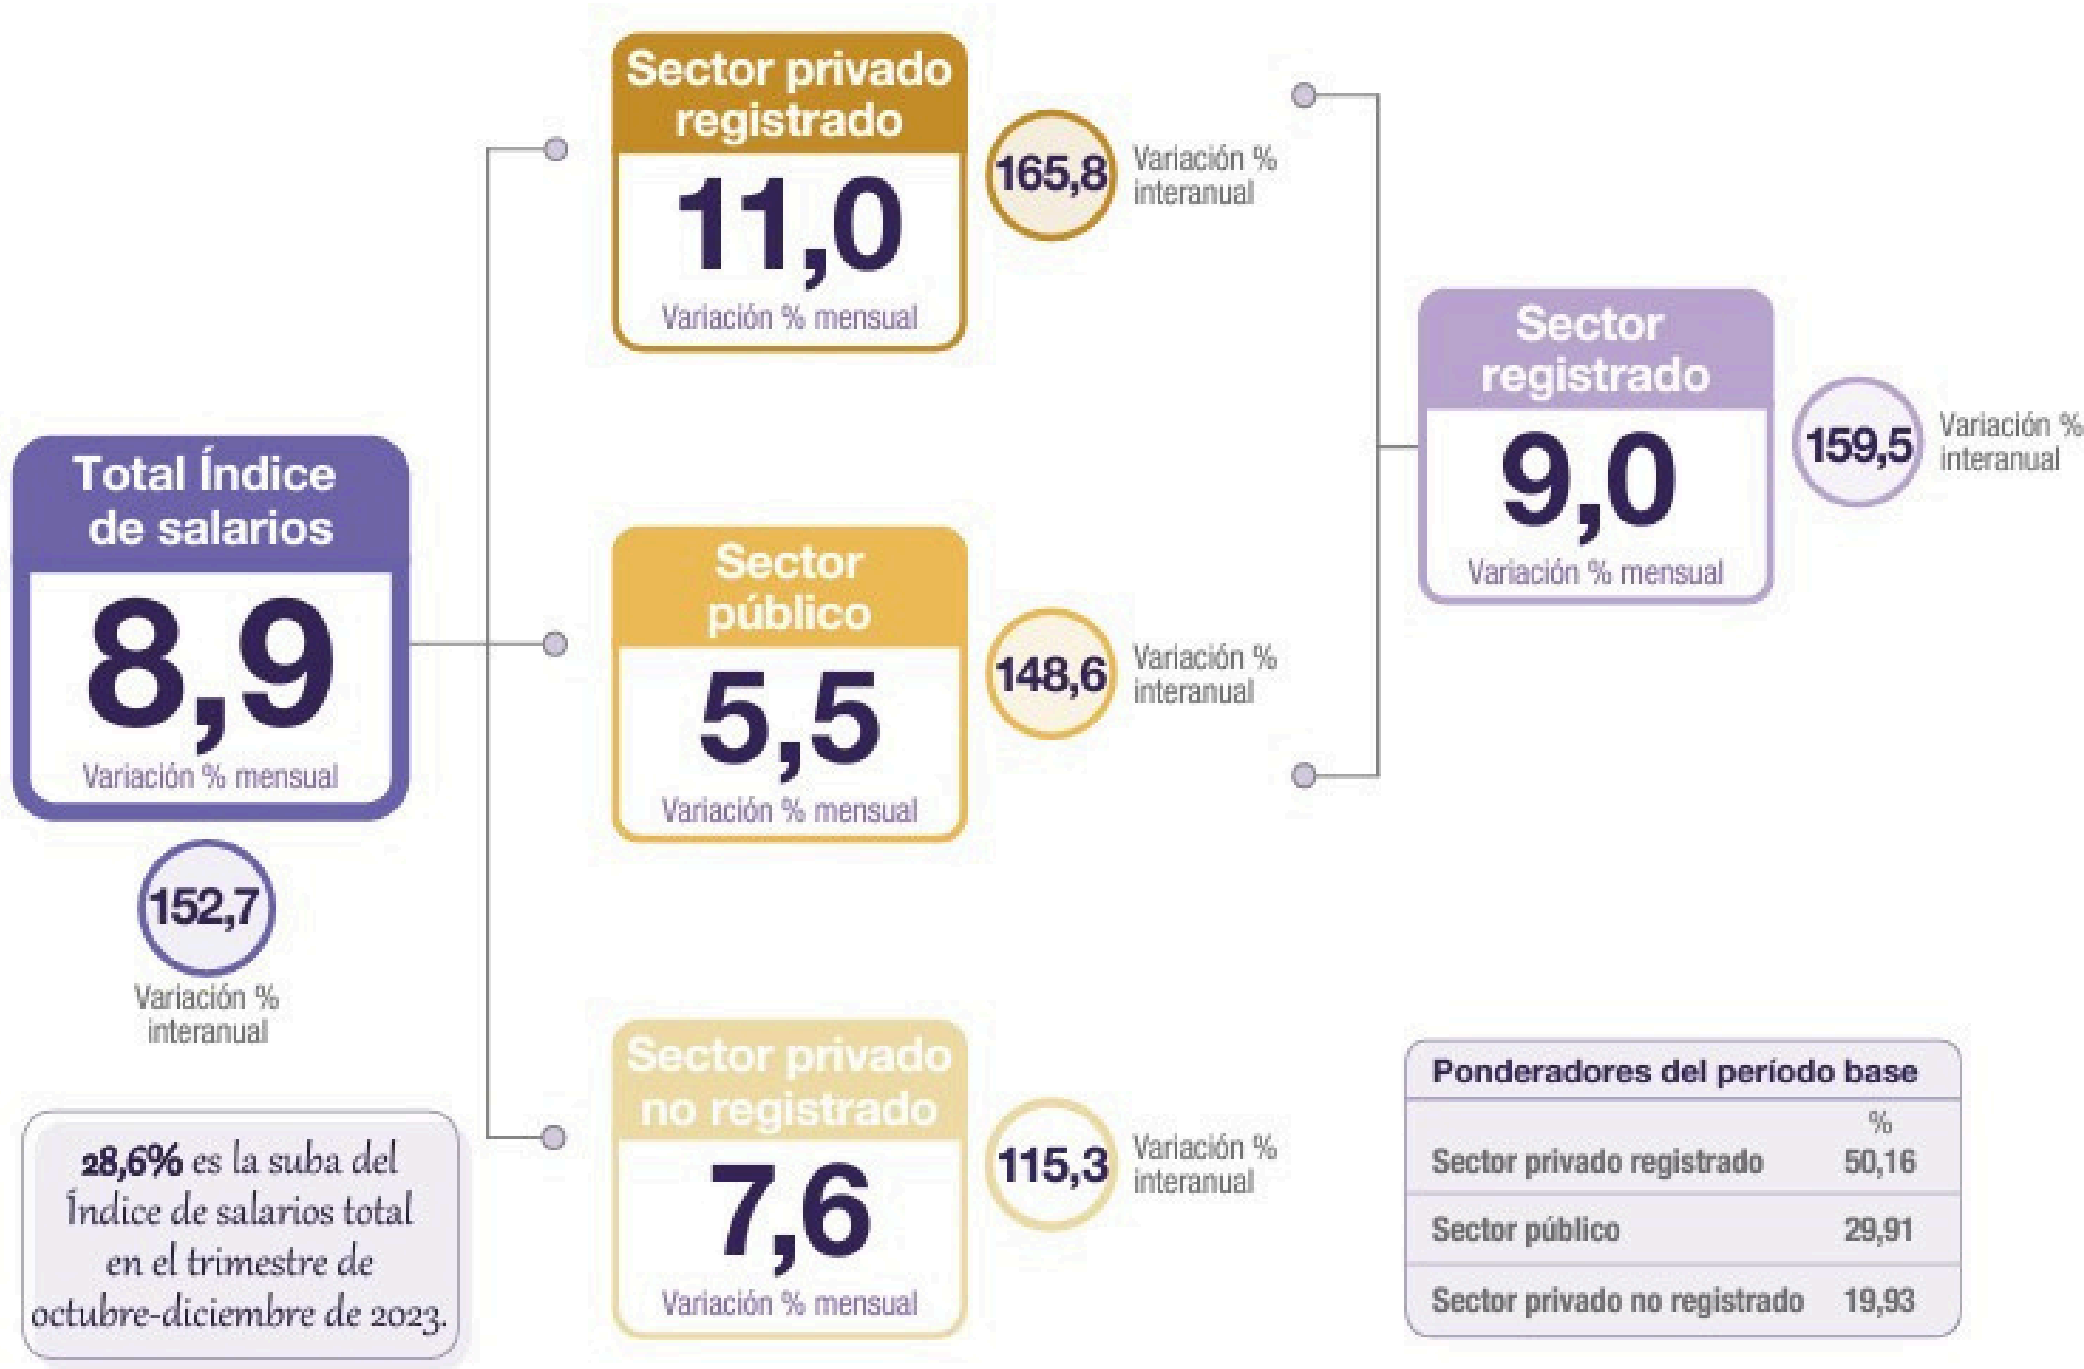 Total Índice
de salarios
8,9
Variación % mensual
152,7
Variación %
interanual
28,6% es la suba del
Índice de salarios total
en el trimestre de
octubre-diciembre de 2023.
Sector privado
registrado
11,0
Variación % mensual
165,8
Variación %
interanual
Sector
público
5,5
Variación % mensual
148,6
Variación %
interanual
Sector privado
no registrado
7,6
Variación % mensual
115,3
Variación %
interanual
Sector
registrado
9,0
Variación % mensual
159,5
Variación %
interanual
Ponderadores del período base
%
Sector privado registrado 50,16
Sector público 29,91
Sector privado no registrado 19,93